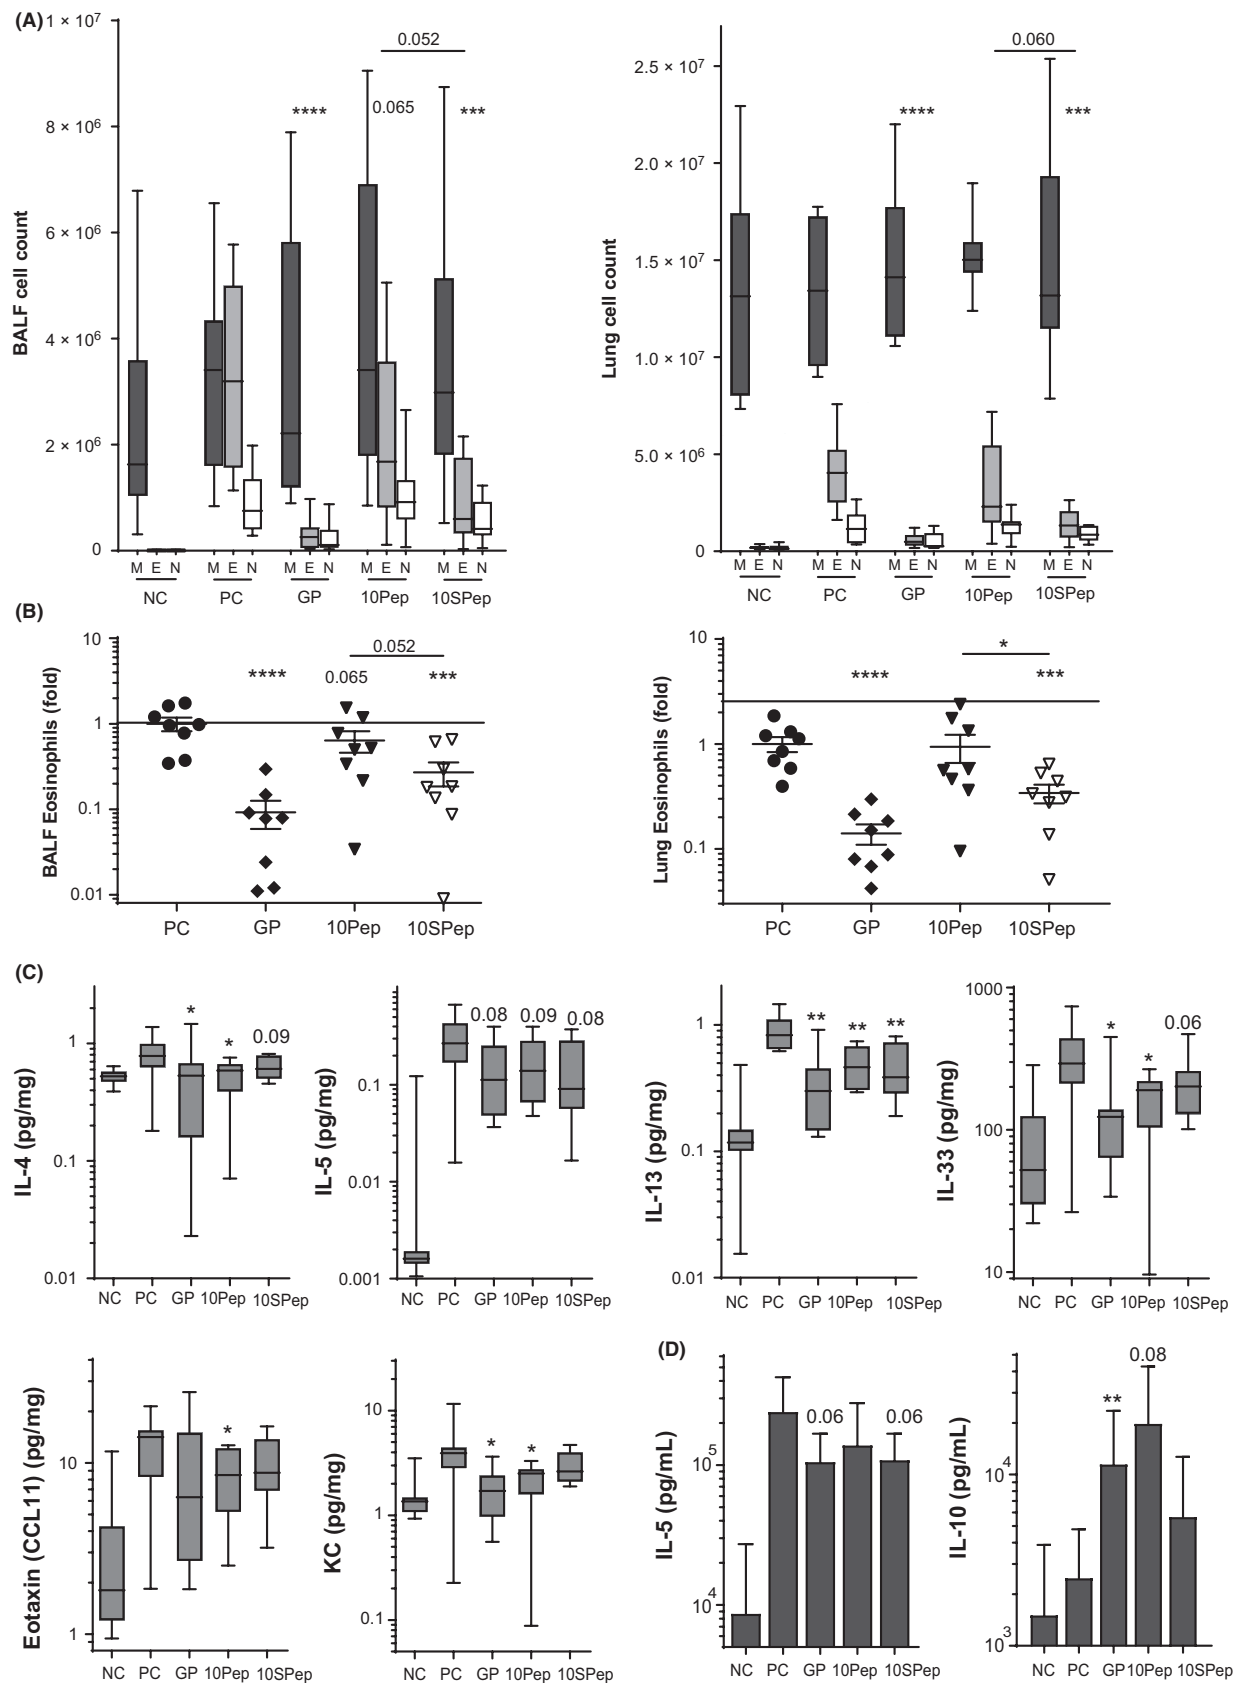 (A)
1 × 10⁷
8 × 10⁶
6 × 10⁶
4 × 10⁶
2 × 10⁶
0
BALF cell count
0.052
****
0.065
***
M E N M E N M E N M E N M E N
NC PC GP 10Pep 10SPep
2.5 × 10⁷
2.0 × 10⁷
1.5 × 10⁷
1.0 × 10⁷
5.0 × 10⁶
0
Lung cell count
0.060
****
***
M E N M E N M E N M E N M E N
NC PC GP 10Pep 10SPep
(B)
10
1
0.1
0.01
BALF Eosinophils (fold)
0.052
****
0.065
***
PC GP 10Pep 10SPep
10
1
0.1
Lung Eosinophils (fold)
*
****
***
PC GP 10Pep 10SPep
(C)
1
0.1
0.01
IL-4 (pg/mg)
*
*
0.09
NC PC GP 10Pep 10SPep
0.1
0.01
0.001
IL-5 (pg/mg)
0.08 0.09 0.08
NC PC GP 10Pep 10SPep
1
0.1
0.01
IL-13 (pg/mg)
** ** **
NC PC GP 10Pep 10SPep
1000
100
10
IL-33 (pg/mg)
*
*
0.06
NC PC GP 10Pep 10SPep
10
1
Eotaxin (CCL11) (pg/mg)
*
NC PC GP 10Pep 10SPep
10
1
0.1
KC (pg/mg)
* *
NC PC GP 10Pep 10SPep
(D)
10⁵
10⁴
IL-5 (pg/mL)
0.06 0.06
NC PC GP 10Pep 10SPep
10⁴
10³
IL-10 (pg/mL)
**
0.08
NC PC GP 10Pep 10SPep